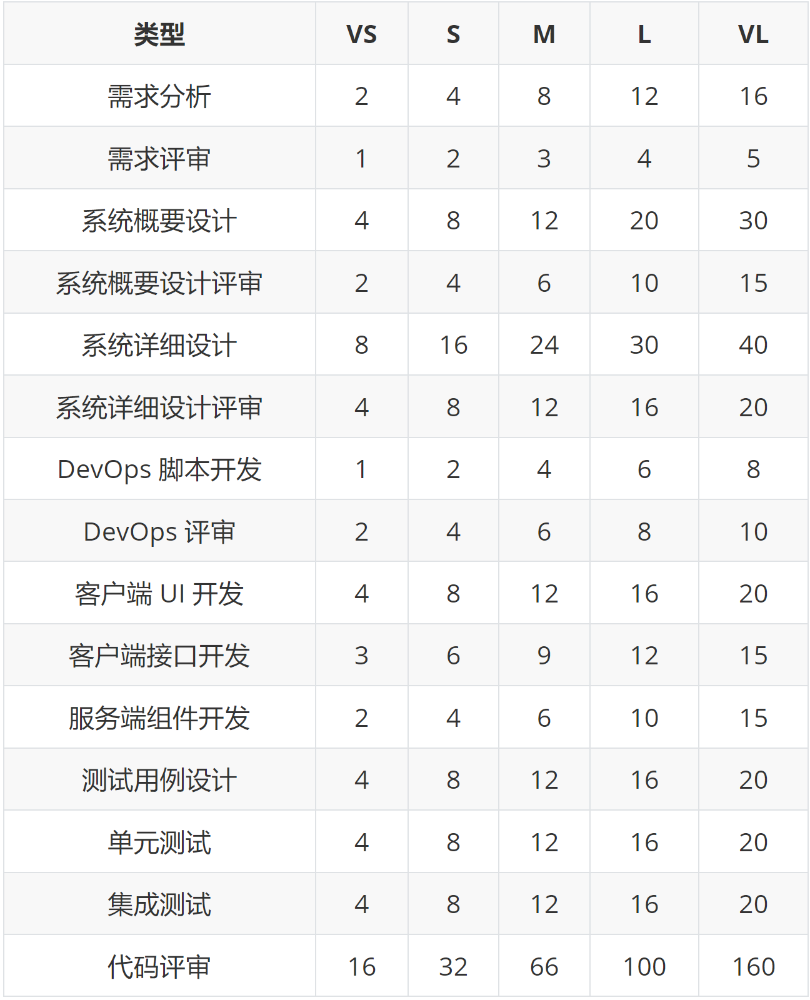 类型 VS S M L VL
需求分析 2 4 8 12 16
需求评审 1 2 3 4 5
系统概要设计 4 8 12 20 30
系统概要设计评审 2 4 6 10 15
系统详细设计 8 16 24 30 40
系统详细设计评审 4 8 12 16 20
DevOps 脚本开发 1 2 4 6 8
DevOps 评审 2 4 6 8 10
客户端 UI 开发 4 8 12 16 20
客户端接口开发 3 6 9 12 15
服务端组件开发 2 4 6 10 15
测试用例设计 4 8 12 16 20
单元测试 4 8 12 16 20
集成测试 4 8 12 16 20
代码评审 16 32 66 100 160